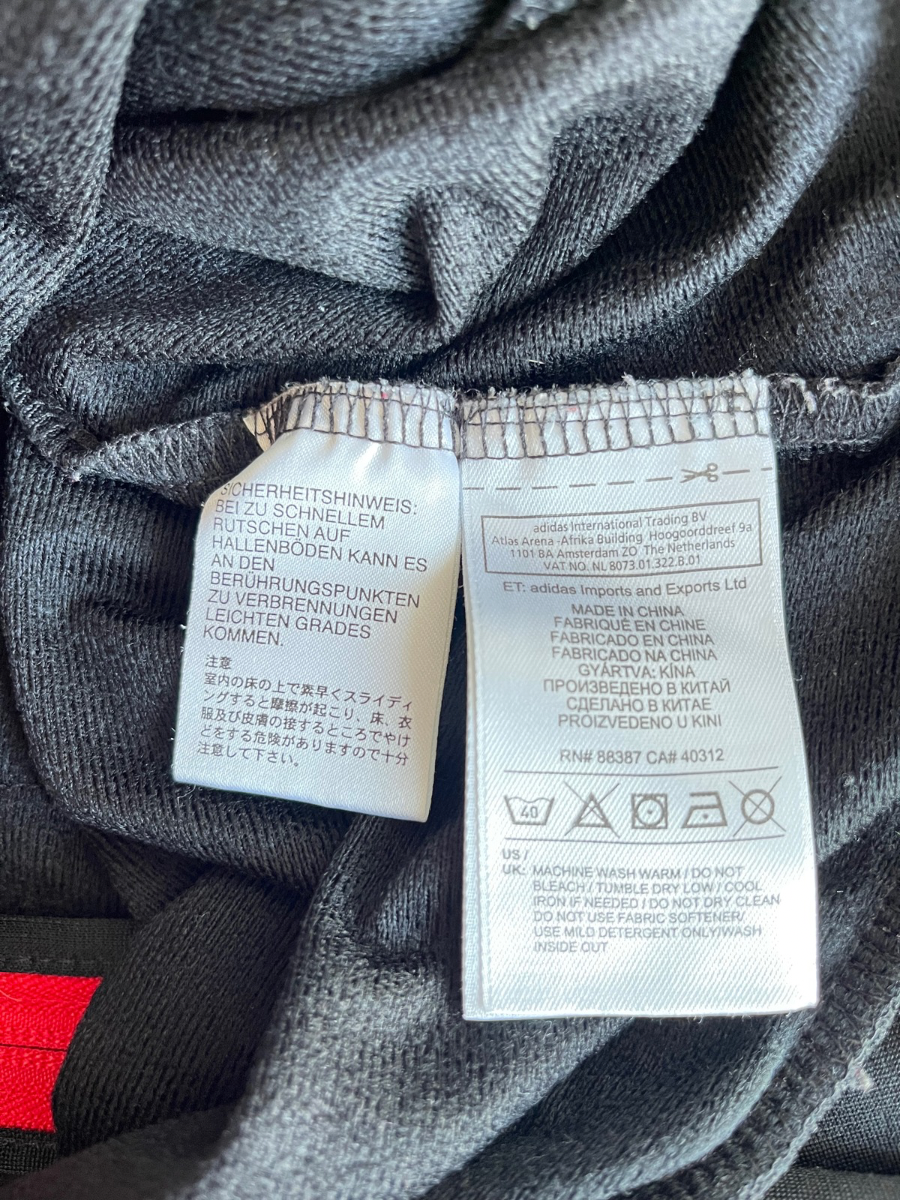 SICHERHEITSHINWEIS:
BEI ZU SCHNELLEM
RUTSCHEN AUF
HALLENBÖDEN KANN ES
AN DEN
BERÜHRUNGSPUNKTEN
ZU VERBRENNUNGEN
LEICHTEN GRADES
KOMMEN.
注意
室内の床の上で素早くスライディ
ングすると摩擦が起こり、床、衣
服及び皮膚の接するところでやけ
どをする危険がありますので十分
注意して下さい。
adidas International Trading BV
Atlas Arena -Afrika Building Hoogoorddreef 9a
1101 BA Amsterdam ZO The Netherlands
VAT NO. NL 8073.01.322.B.01
ET: adidas Imports and Exports Ltd
MADE IN CHINA
FABRIQUÉ EN CHINE
FABRICADO EN CHINA
FABRICADO NA CHINA
GYÁRTVA: KÍNA
ПРОИЗВЕДЕНО В КИТАЙ
СДЕЛАНО В КИТАЕ
PROIZVEDENO U KINI
RN# 88387 CA# 40312
40
US /
UK: MACHINE WASH WARM / DO NOT
BLEACH / TUMBLE DRY LOW / COOL
IRON IF NEEDED / DO NOT DRY CLEAN
DO NOT USE FABRIC SOFTENER/
USE MILD DETERGENT ONLY/WASH
INSIDE OUT